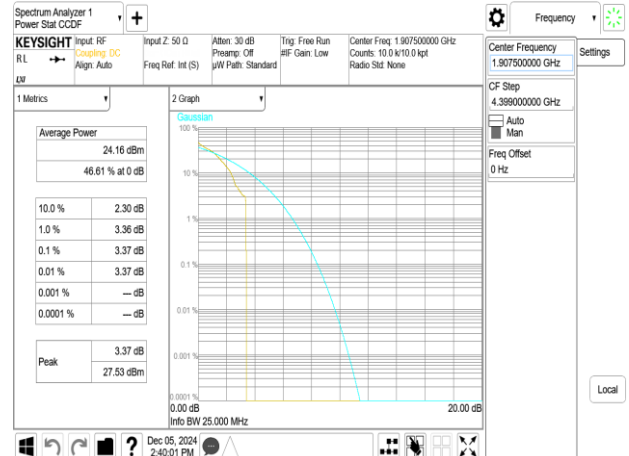 Spectrum Analyzer 1
Power Stat CCDF
Frequency
KEYSIGHT
RL
LXI
Input: RF
Coupling: DC
Align: Auto
Input Z: 50 Ω
Freq Ref: Int (S)
Atten: 30 dB
Preamp: Off
µW Path: Standard
Trig: Free Run
#IF Gain: Low
Center Freq: 1.907500000 GHz
Counts: 10.0 k/10.0 kpt
Radio Std: None
Center Frequency
1.907500000 GHz
Settings
CF Step
4.399000000 GHz
Auto
Man
Freq Offset
0 Hz
1 Metrics
2 Graph
Average Power
24.16 dBm
46.61 % at 0 dB
10.0 % 2.30 dB
1.0 % 3.36 dB
0.1 % 3.37 dB
0.01 % 3.37 dB
0.001 % --- dB
0.0001 % --- dB
Peak
3.37 dB
27.53 dBm
Gaussian
100 %
10 %
1 %
0.1 %
0.01 %
0.001 %
0.0001 %
0.00 dB
20.00 dB
Info BW 25.000 MHz
Local
?
Dec 05, 2024
2:40:01 PM